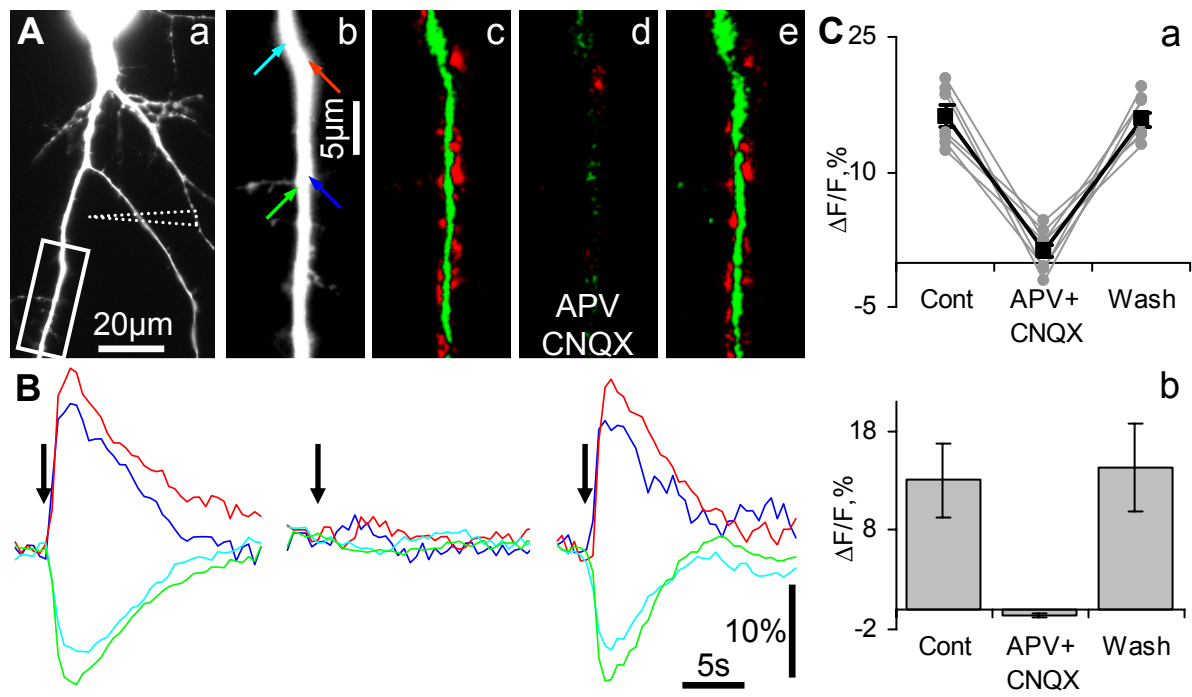 A
a
20µm
b
5µm
c
d
APV
CNQX
e
B
10%
5s
C
a
25
10
-5
ΔF/F, %
Cont
APV+
CNQX
Wash
b
18
8
-2
ΔF/F, %
Cont
APV+
CNQX
Wash